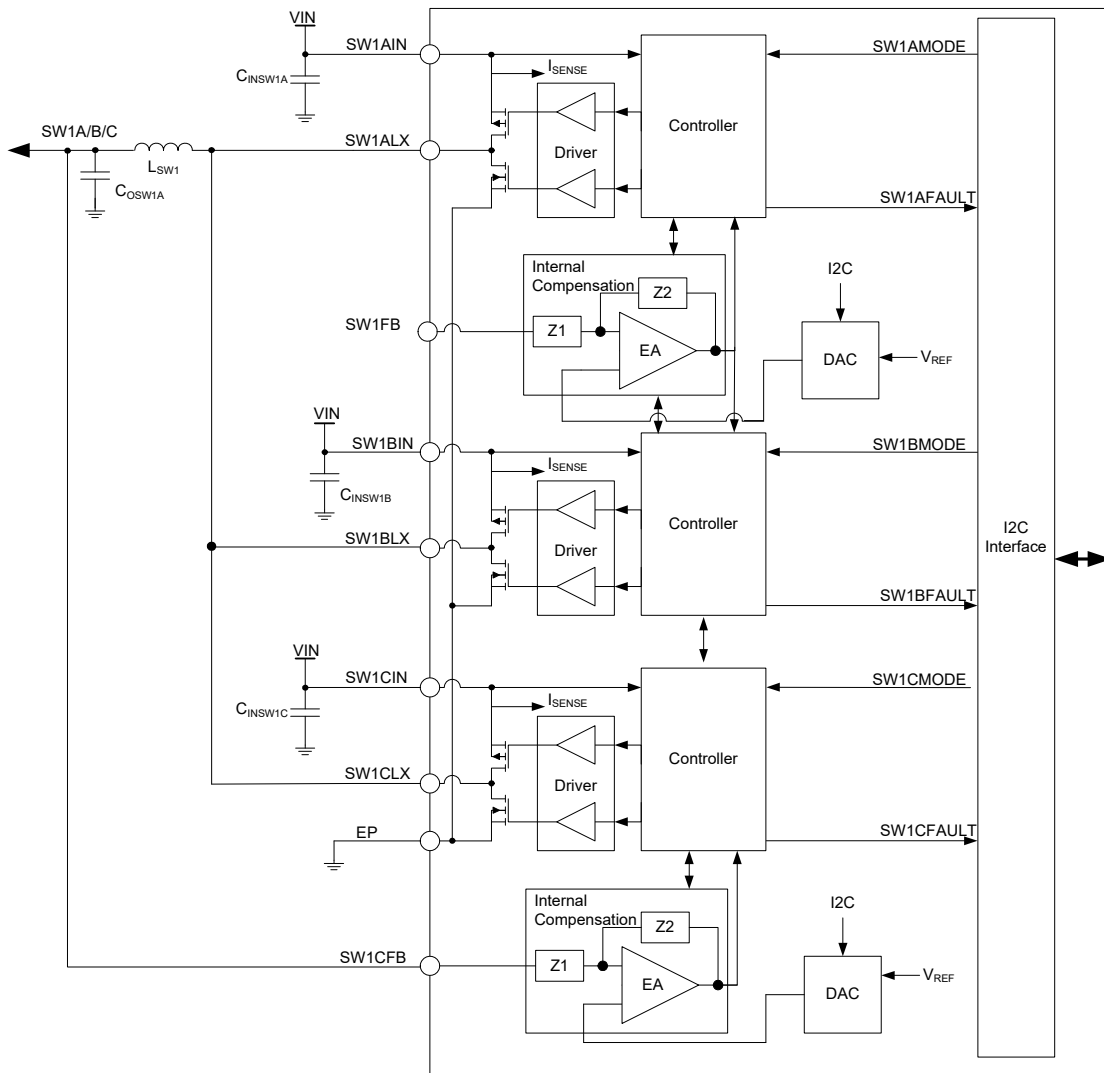 VIN
SW1AIN
CINSW1A
ISENSE
SW1AMODE
Controller
SW1A/B/C
LSW1
COSW1A
SW1ALX
Driver
SW1AFAULT
Internal
Compensation
Z2
I2C
SW1FB
Z1
EA
DAC
VREF
VIN
SW1BIN
CINSW1B
ISENSE
SW1BMODE
Controller
SW1BLX
Driver
I2C
Interface
SW1BFAULT
VIN
SW1CIN
CINSW1C
ISENSE
SW1CMODE
Controller
SW1CLX
Driver
EP
SW1CFAULT
Internal
Compensation
Z2
I2C
SW1CFB
Z1
EA
DAC
VREF